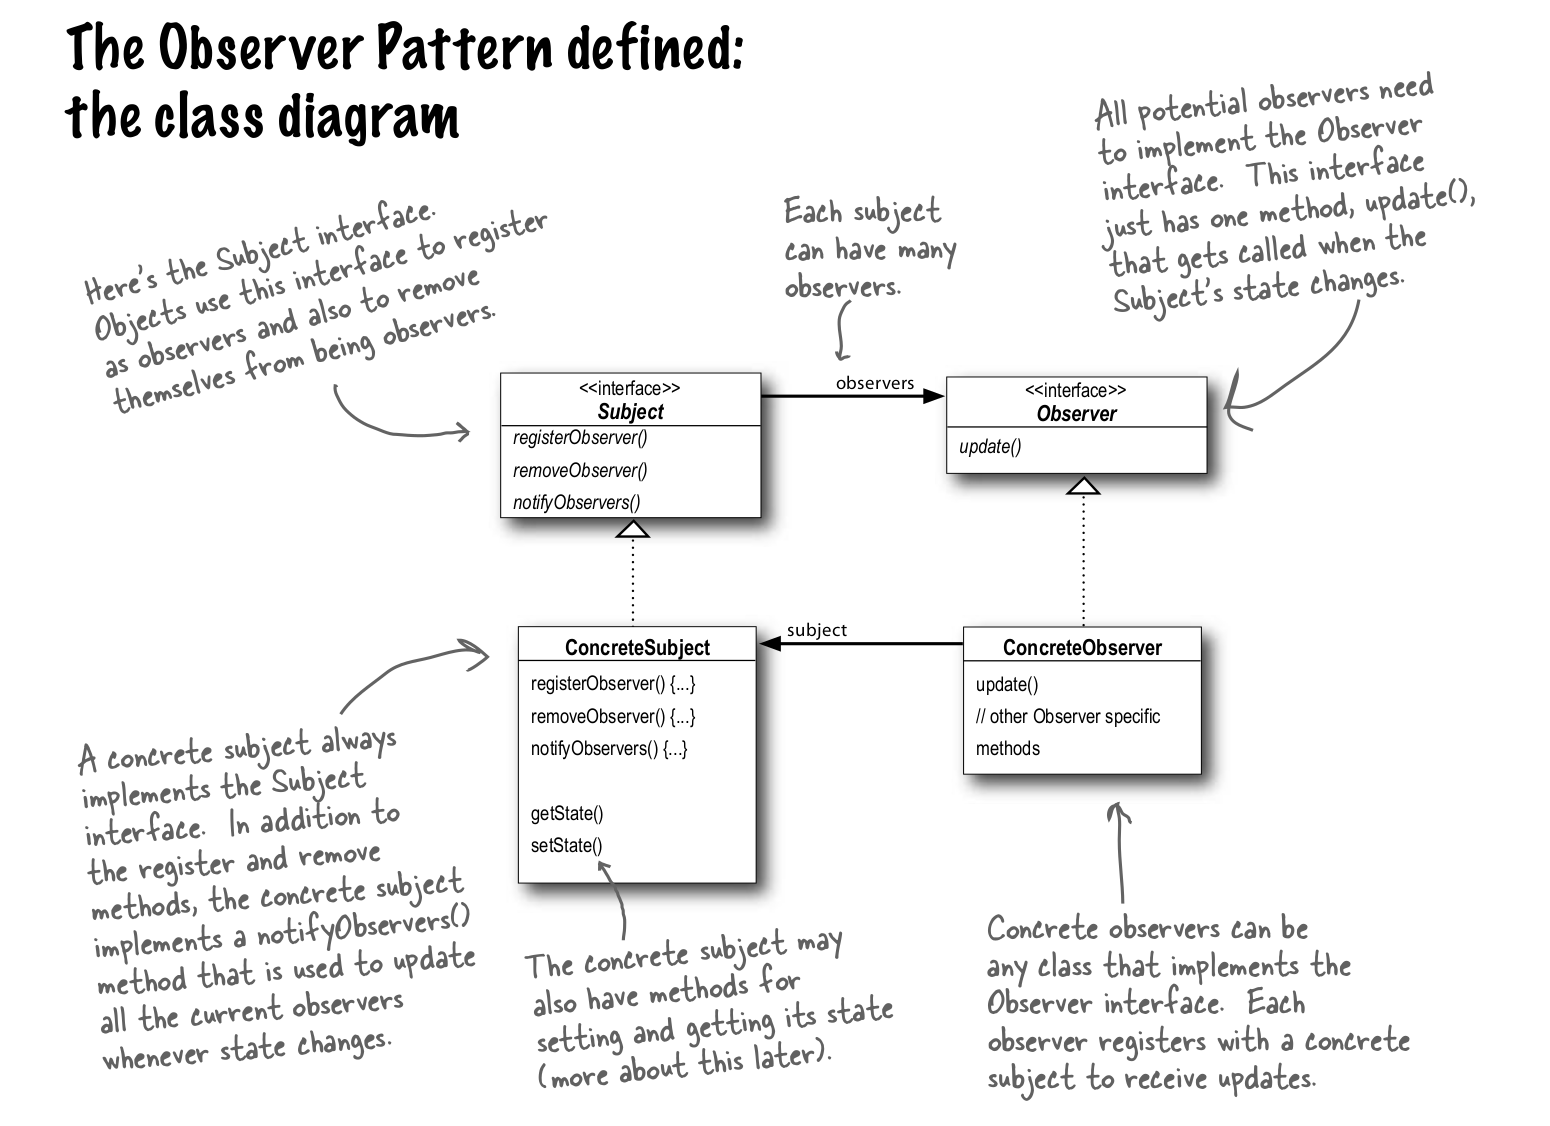 The Observer Pattern defined:
the class diagram
All potential observers need
to implement the Observer
interface. This interface
just has one method, update(),
that gets called when the
Subject's state changes.
Each subject
can have many
observers.
Here's the Subject interface.
Objects use this interface to register
as observers and also to remove
themselves from being observers.
<<interface>>
Subject
registerObserver()
removeObserver()
notifyObservers()
observers
<<interface>>
Observer
update()
ConcreteSubject
registerObserver() {...}
removeObserver() {...}
notifyObservers() {...}
getState()
setState()
subject
ConcreteObserver
update()
// other Observer specific
methods
A concrete subject always
implements the Subject
interface. In addition to
the register and remove
methods, the concrete subject
implements a notifyObservers()
method that is used to update
all the current observers
whenever state changes.
The concrete subject may
also have methods for
setting and getting its state
(more about this later).
Concrete observers can be
any class that implements the
Observer interface. Each
observer registers with a concrete
subject to receive updates.